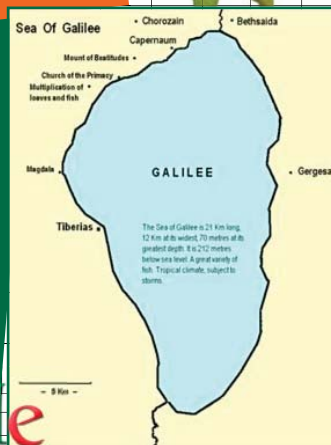 Sea Of Galilee
Chorozain
Bethsaida
Capernaum
Mount of Beatitudes
Church of the Primacy
Multiplication of
loaves and fish
Magdala
GALILEE
Gergesa
Tiberias
The Sea of Galilee is 21 Km long,
12 Km at its widest, 70 metres at its
greatest depth. It is 212 metres
below sea level. A great variety of
fish. Tropical climate, subject to
storms.
- 5 Km -
e